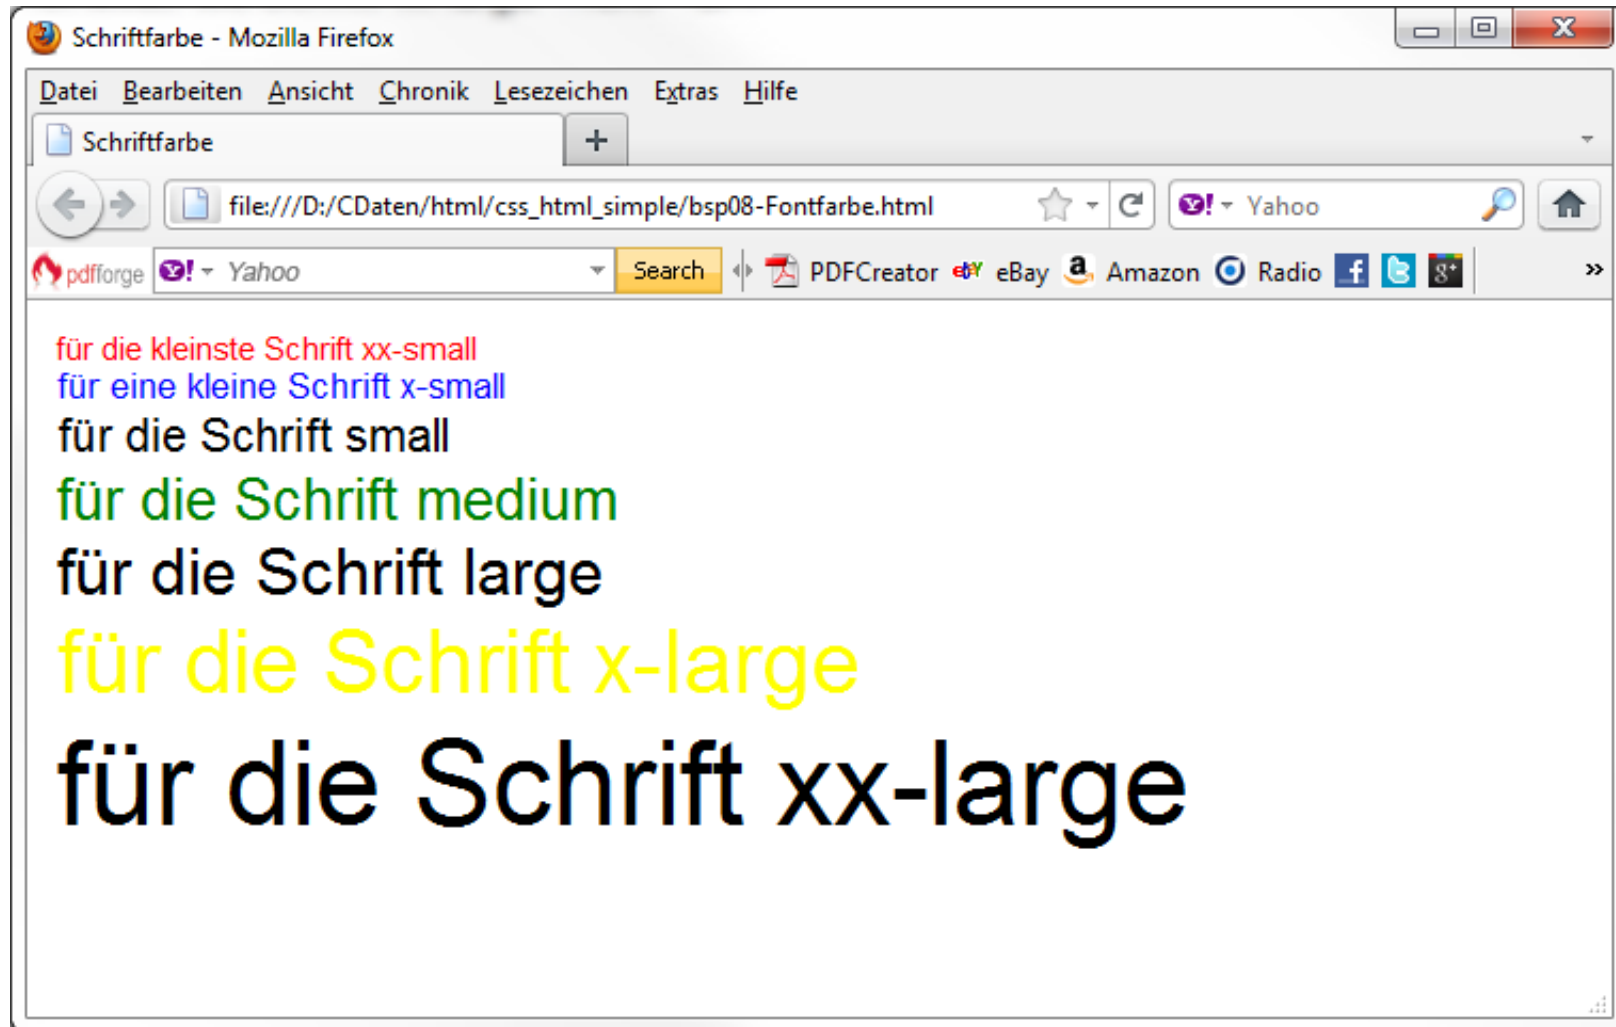 Schriftfarbe - Mozilla Firefox
Datei Bearbeiten Ansicht Chronik Lesezeichen Extras Hilfe
Schriftfarbe
file:///D:/CDaten/html/css_html_simple/bsp08-Fontfarbe.html Y! Yahoo
pdfforge Y! Yahoo Search PDFCreator ebY eBay a Amazon Radio f g+ »
für die kleinste Schrift xx-small
für eine kleine Schrift x-small
für die Schrift small
für die Schrift medium
für die Schrift large
für die Schrift x-large
für die Schrift xx-large